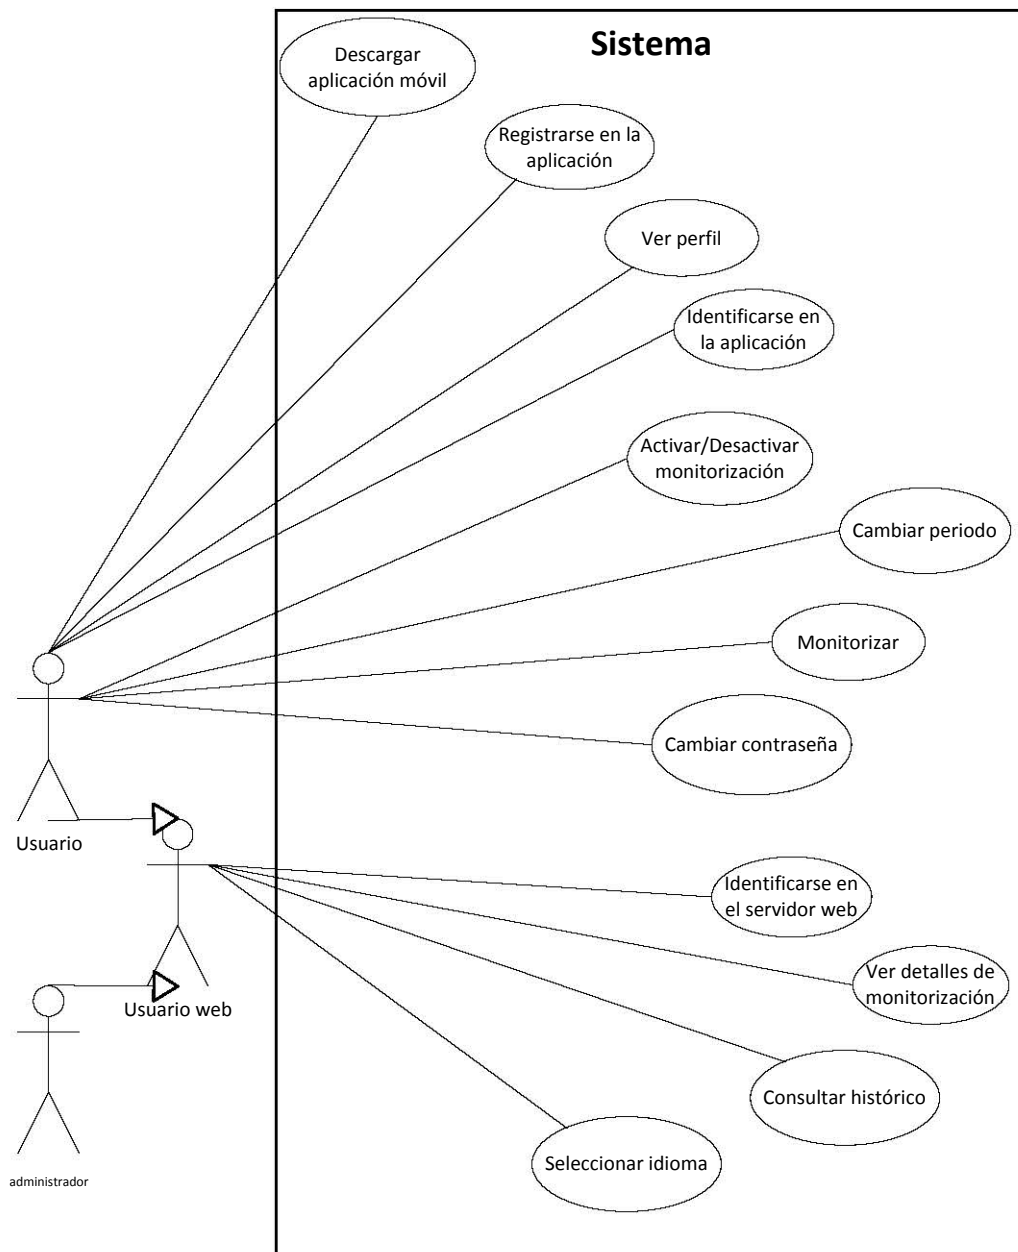 Sistema
Descargar
aplicación móvil
Registrarse en la
aplicación
Ver perfil
Identificarse en
la aplicación
Activar/Desactivar
monitorización
Cambiar periodo
Monitorizar
Cambiar contraseña
Usuario
Identificarse en
el servidor web
Ver detalles de
monitorización
Usuario web
Consultar histórico
Seleccionar idioma
administrador